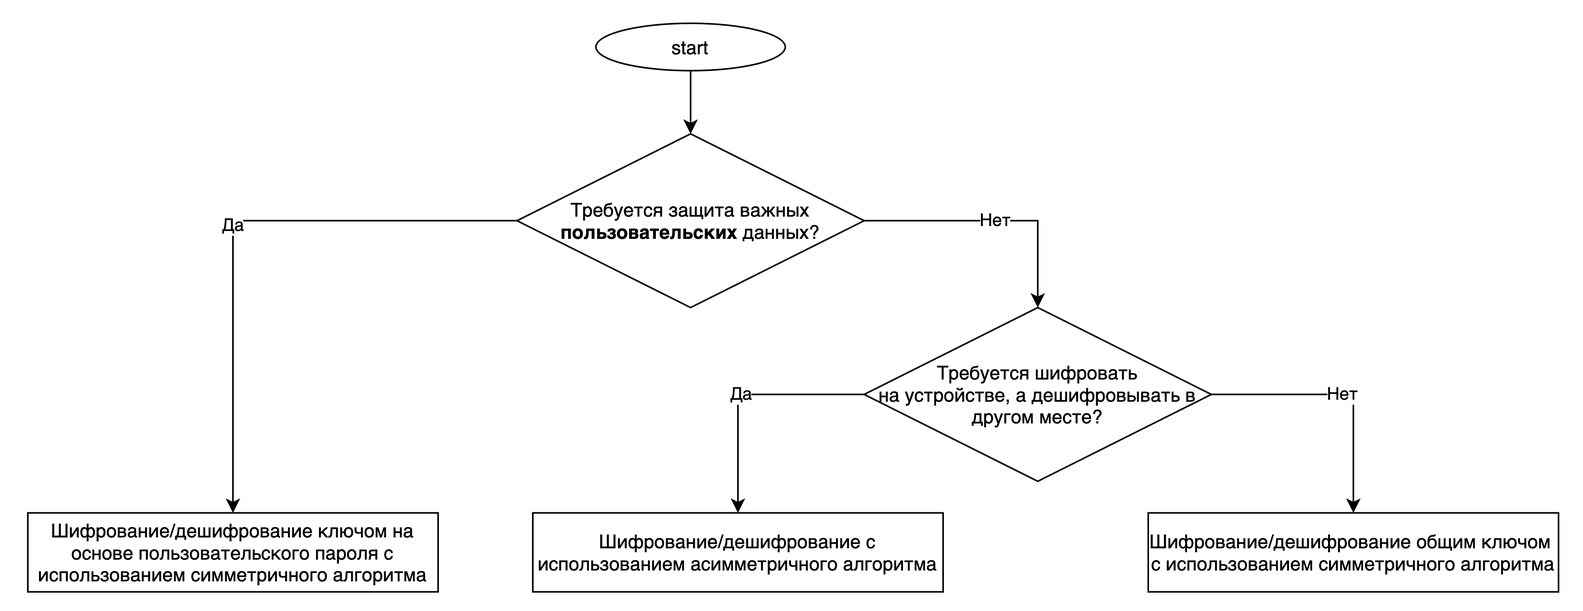 start
Требуется защита важных
пользовательских данных?
Да
Нет
Требуется шифровать
на устройстве, а дешифровывать в
другом месте?
Да
Нет
Шифрование/дешифрование ключом на
основе пользовательского пароля с
использованием симметричного алгоритма
Шифрование/дешифрование с
использованием асимметричного алгоритма
Шифрование/дешифрование общим ключом
с использованием симметричного алгоритма